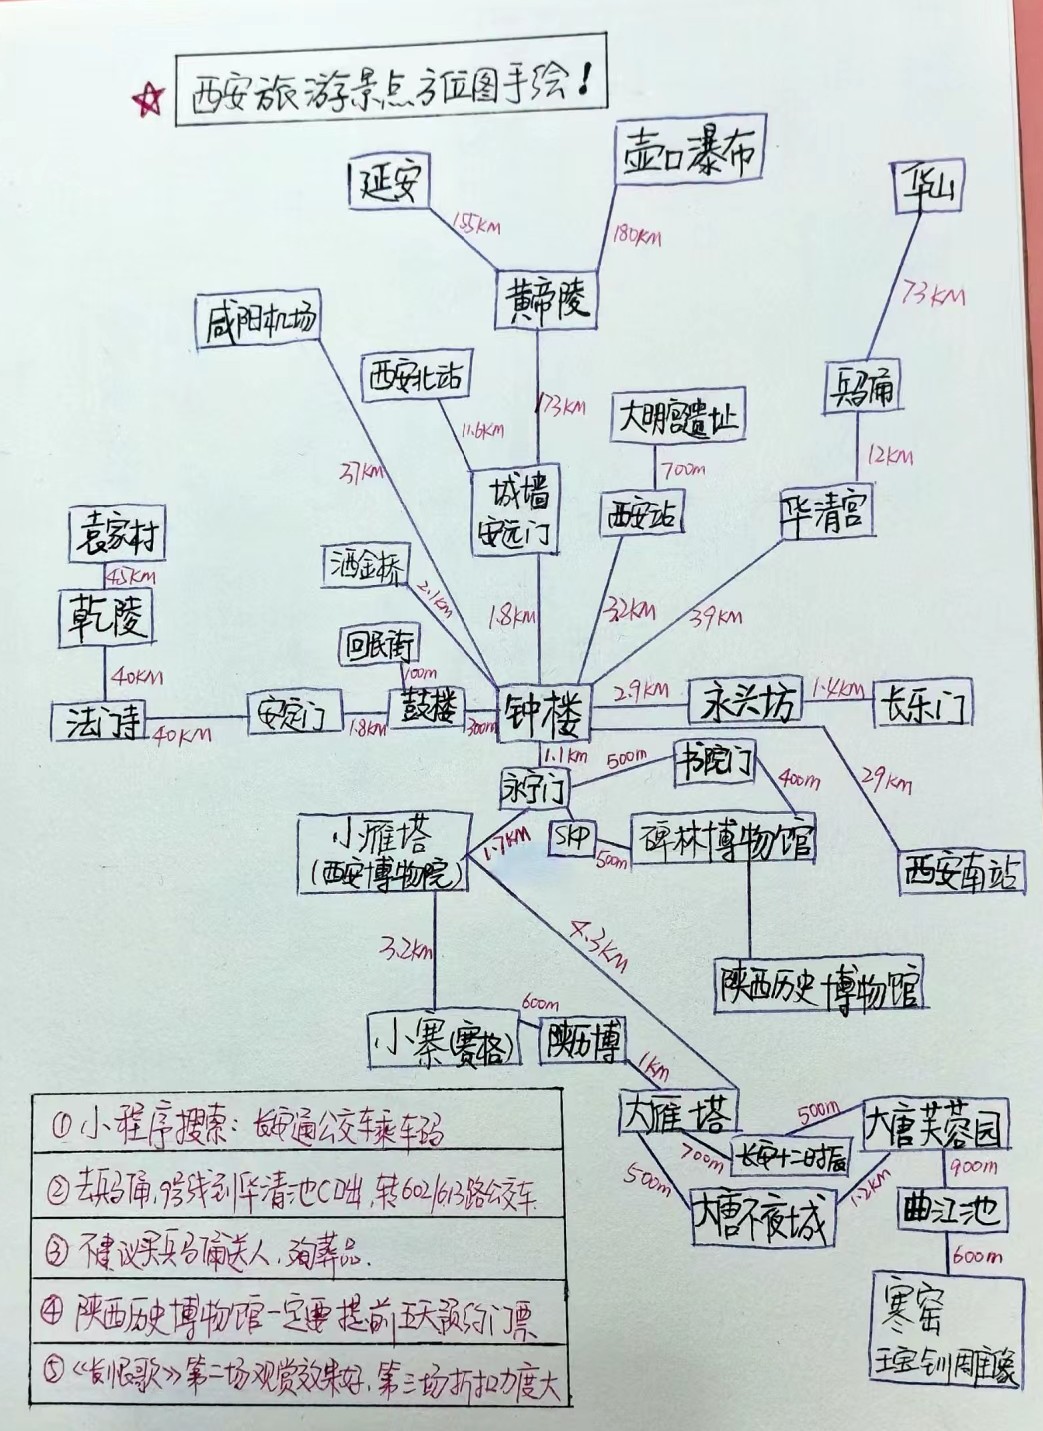 西安旅游景点方位图手绘！
延安
壶口瀑布
华山
155KM
180KM
咸阳机场
黄帝陵
73KM
西安北站
173KM
大明宫遗址
兵马俑
11.6KM
700m
12KM
37KM
城墙
安远门
西安站
华清宫
袁家村
洒金桥
45KM
2.1KM
1.8KM
32KM
39KM
乾陵
回民街
100m
40KM
法门寺
40KM
安定门
1.8KM
鼓楼
300m
钟楼
2.9KM
永兴坊
1.4KM
长乐门
1.1KM
500m
书院门
400m
29KM
永宁门
小雁塔
(西安博物院)
1.7KM
SKP
500m
碑林博物馆
西安南站
3.2KM
4.3KM
陕西历史博物馆
小寨(赛格)
600m
陕历博
1KM
大雁塔
500m
大唐芙蓉园
700m
长安十二时辰
500m
大唐不夜城
1.2KM
900m
曲江池
600m
寒窑
王宝钏雕像
①小程序搜索：长安通公交车乘车码
②去兵马俑,9号线到华清池C口出,转602/613路公交车.
③不建议买兵马俑送人.殉葬品.
④陕西历史博物馆一定要提前五天预约门票
⑤《长恨歌》第二场观赏效果好.第三场折扣力度大